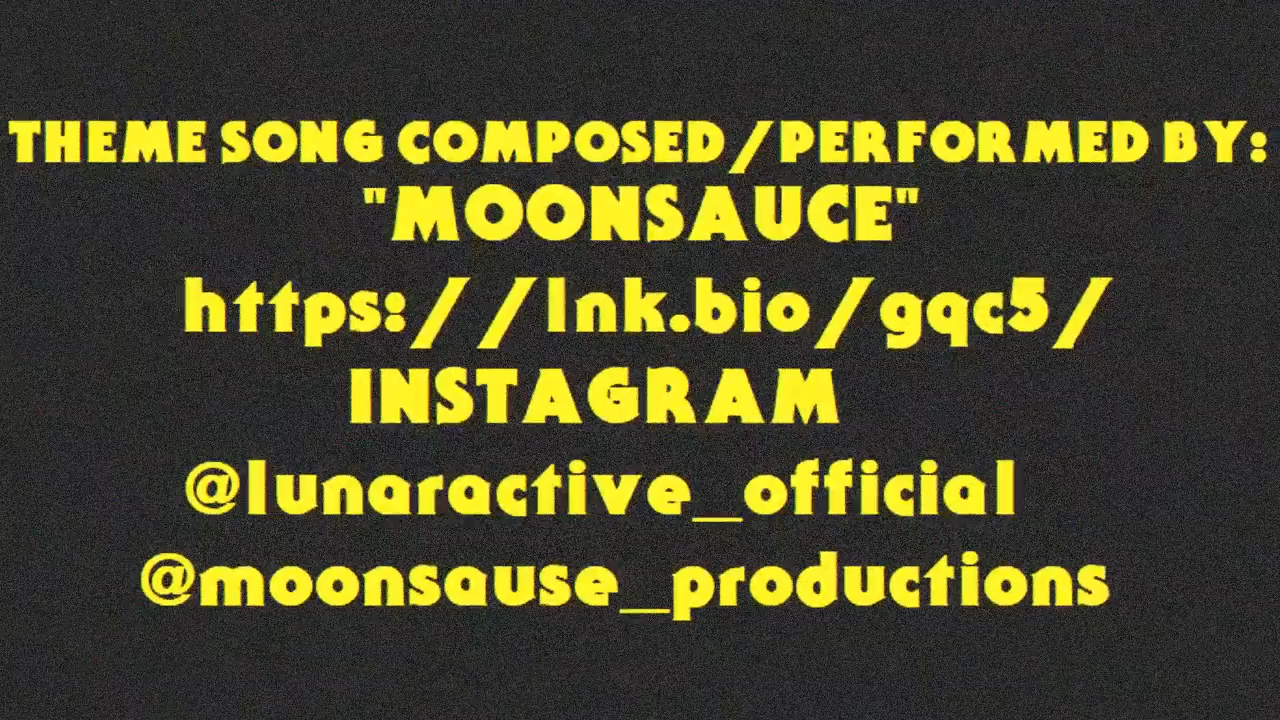 THEME SONG COMPOSED/PERFORMED BY:
"MOONSAUCE"
https://lnk.bio/gqc5/
INSTAGRAM
@lunaractive_official
@moonsause_productions